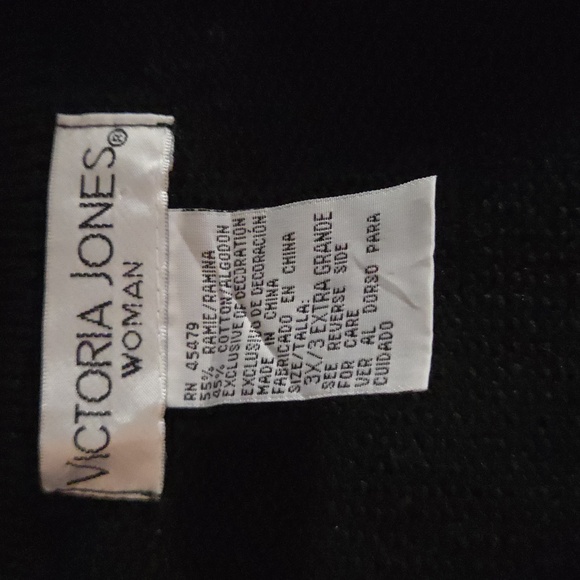 VICTORIA JONES®
WOMAN
RN 45479
55% RAMIE/RAMINA
45% COTTON/ALGODON
EXCLUSIVE OF DECORATION
EXCLUSIVO DE DECORACIÓN
MADE IN CHINA
FABRICADO EN CHINA
SIZE/TALLA:
3X/3 EXTRA GRANDE
SEE REVERSE SIDE
FOR CARE
VER AL DORSO PARA
CUIDADO